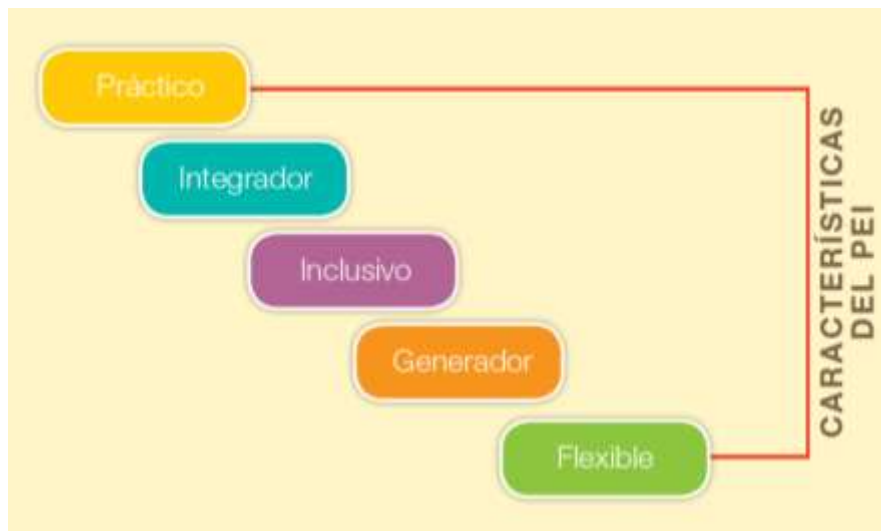 Práctico
Integrador
Inclusivo
Generador
Flexible
CARACTERÍSTICAS
DEL PEI